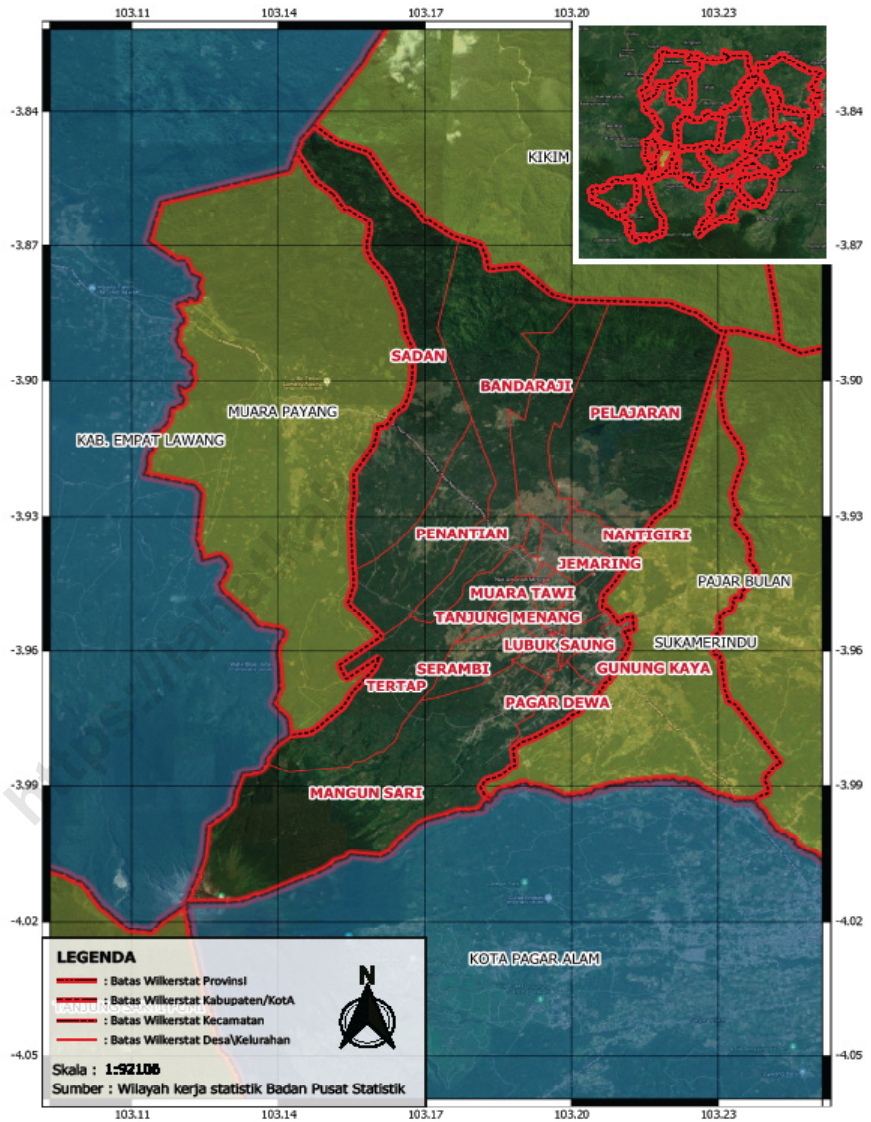 103.11 103.14 103.17 103.20 103.23
-3.84 -3.84
KIKIM
-3.87 -3.87
SADAN
-3.90 -3.90
BANDARAJI
MUARA PAYANG
PELAJARAN
KAB. EMPAT LAWANG
-3.93 -3.93
PENANTIAN
NANTIGIRI
JEMARING
PAJAR BULAN
MUARA TAWI
TANJUNG MENANG
SUKAMERINDU
LUBUK SAUNG
-3.96 -3.96
SERAMBI
GUNUNG KAYA
TERTAP
PAGAR DEWA
-3.99 -3.99
MANGUN SARI
-4.02 -4.02
KOTA PAGAR ALAM
LEGENDA
N
: Batas Wilkerstat Provinsi
: Batas Wilkerstat Kabupaten/KotA
: Batas Wilkerstat Kecamatan
: Batas Wilkerstat Desa\Kelurahan
-4.05 -4.05
Skala : 1:92106
Sumber : Wilayah kerja statistik Badan Pusat Statistik
103.11 103.14 103.17 103.20 103.23